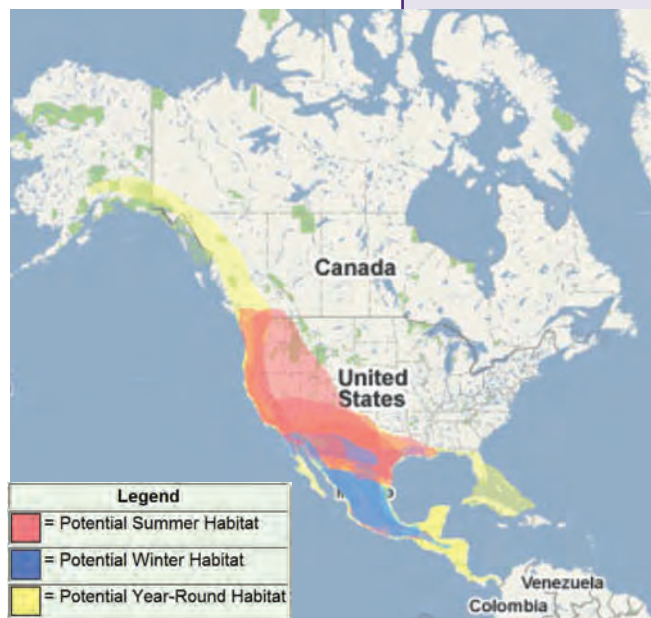 Canada
United
States
Legend
= Potential Summer Habitat
= Potential Winter Habitat
= Potential Year-Round Habitat
Venezuela
Colombia